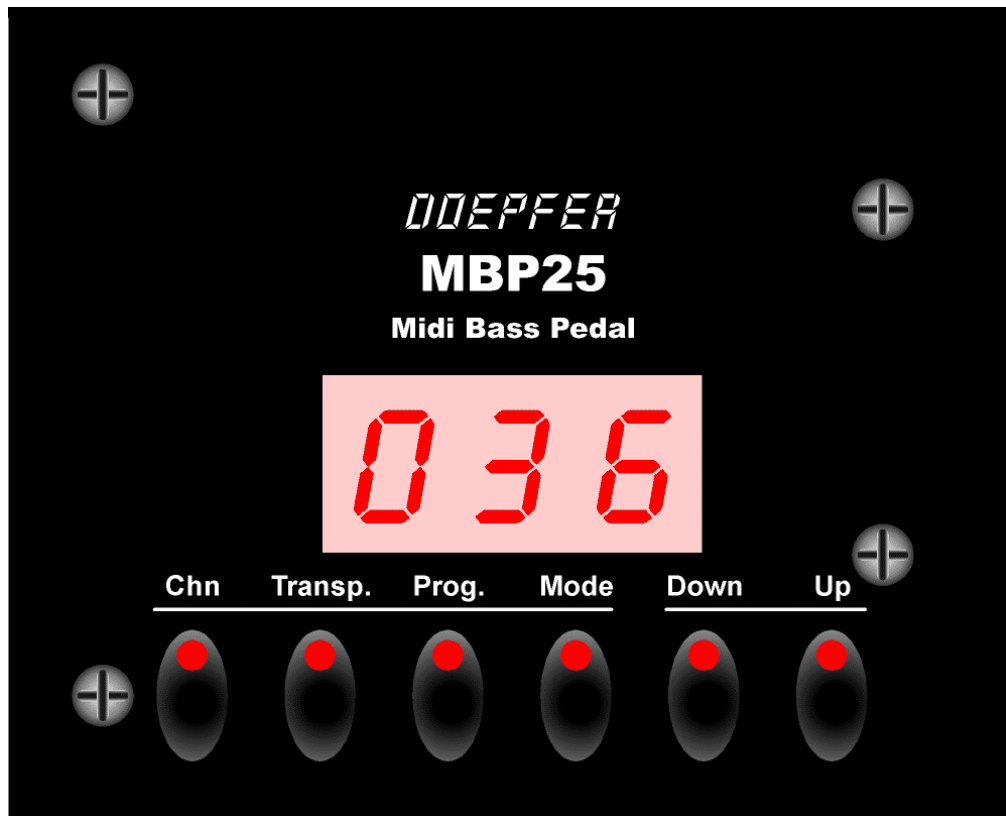 DOEPFER
MBP25
Midi Bass Pedal
036
Chn Transp. Prog. Mode Down Up